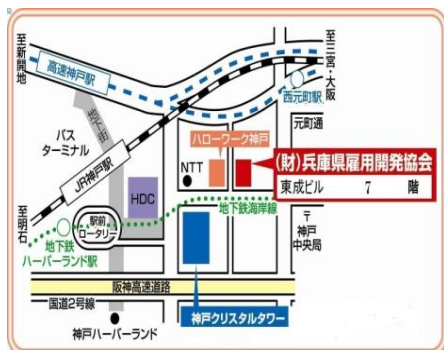 至新開地
高速神戸駅
至三宮・大阪
西元町駅
元町通
地下街
バス
ターミナル
JR神戸駅
ハローワーク神戸
NTT
(財)兵庫県雇用開発協会
東成ビル 7 階
HDC
地下鉄海岸線
至明石
駅前
ロータリー
地下鉄
ハーバーランド駅
〒
神戸
中央局
阪神高速道路
国道2号線
神戸クリスタルタワー
神戸ハーバーランド